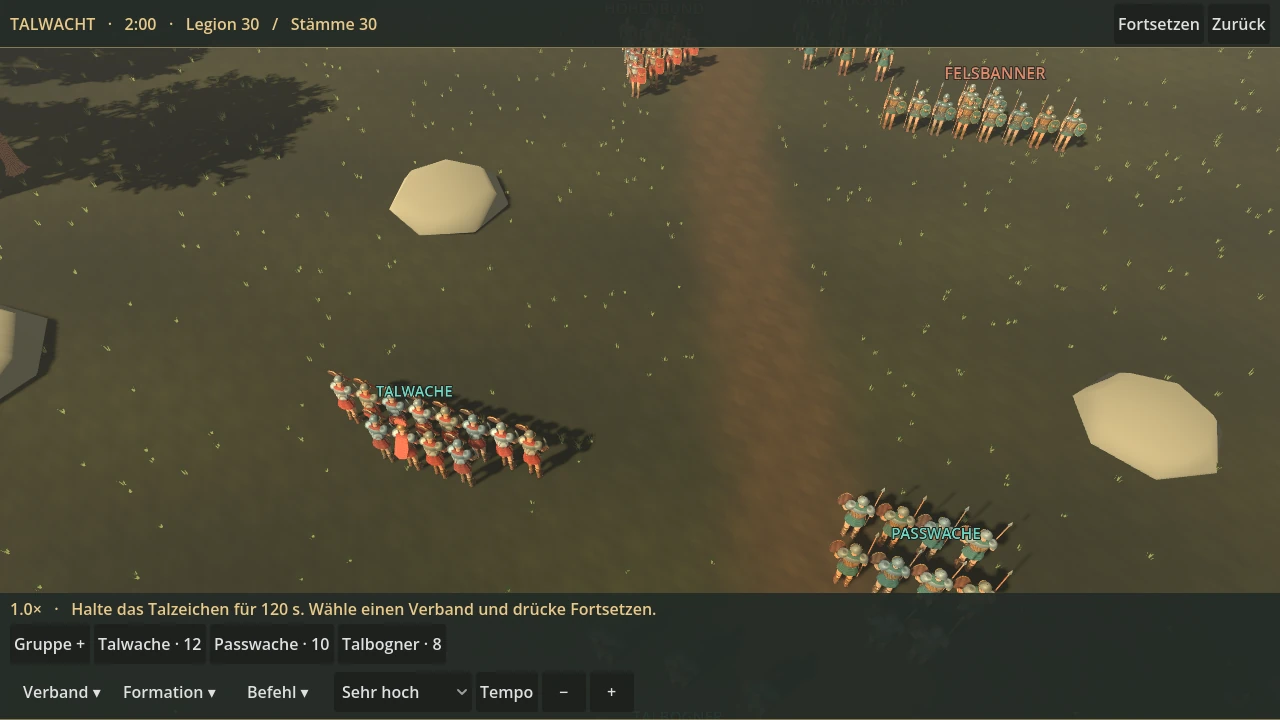 TALWACHT · 2:00 · Legion 30 / Stämme 30
Fortsetzen Zurück
FELSBANNER
TALWACHE
PASSWACHE
1.0× · Halte das Talzeichen für 120 s. Wähle einen Verband und drücke Fortsetzen.
Gruppe + Talwache · 12 Passwache · 10 Talbogner · 8
Verband ▾ Formation ▾ Befehl ▾ Sehr hoch Tempo − +
TALBOGNER